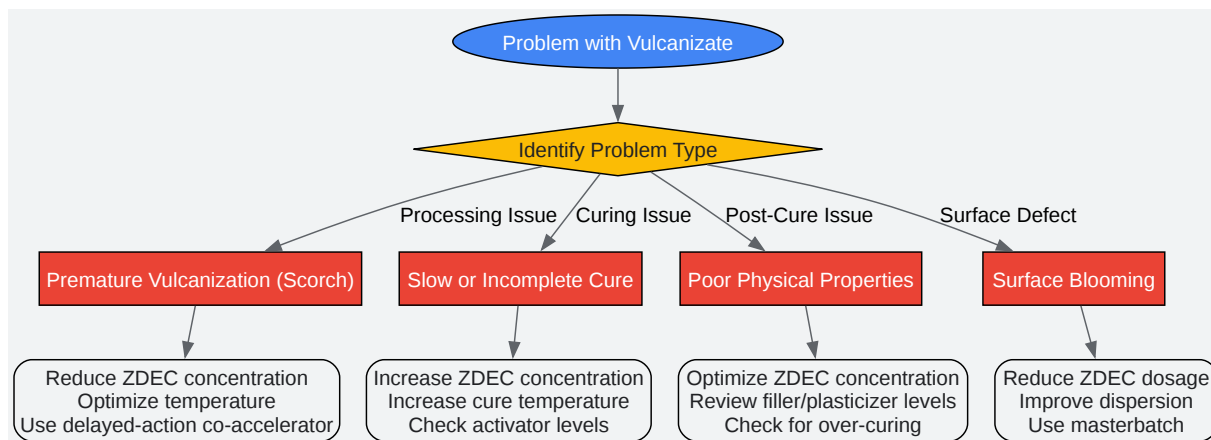 Problem with Vulcanizate
Identify Problem Type
Processing Issue
Curing Issue
Post-Cure Issue
Surface Defect
Premature Vulcanization (Scorch)
Slow or Incomplete Cure
Poor Physical Properties
Surface Blooming
Reduce ZDEC concentration
Optimize temperature
Use delayed-action co-accelerator
Increase ZDEC concentration
Increase cure temperature
Check activator levels
Optimize ZDEC concentration
Review filler/plasticizer levels
Check for over-curing
Reduce ZDEC dosage
Improve dispersion
Use masterbatch